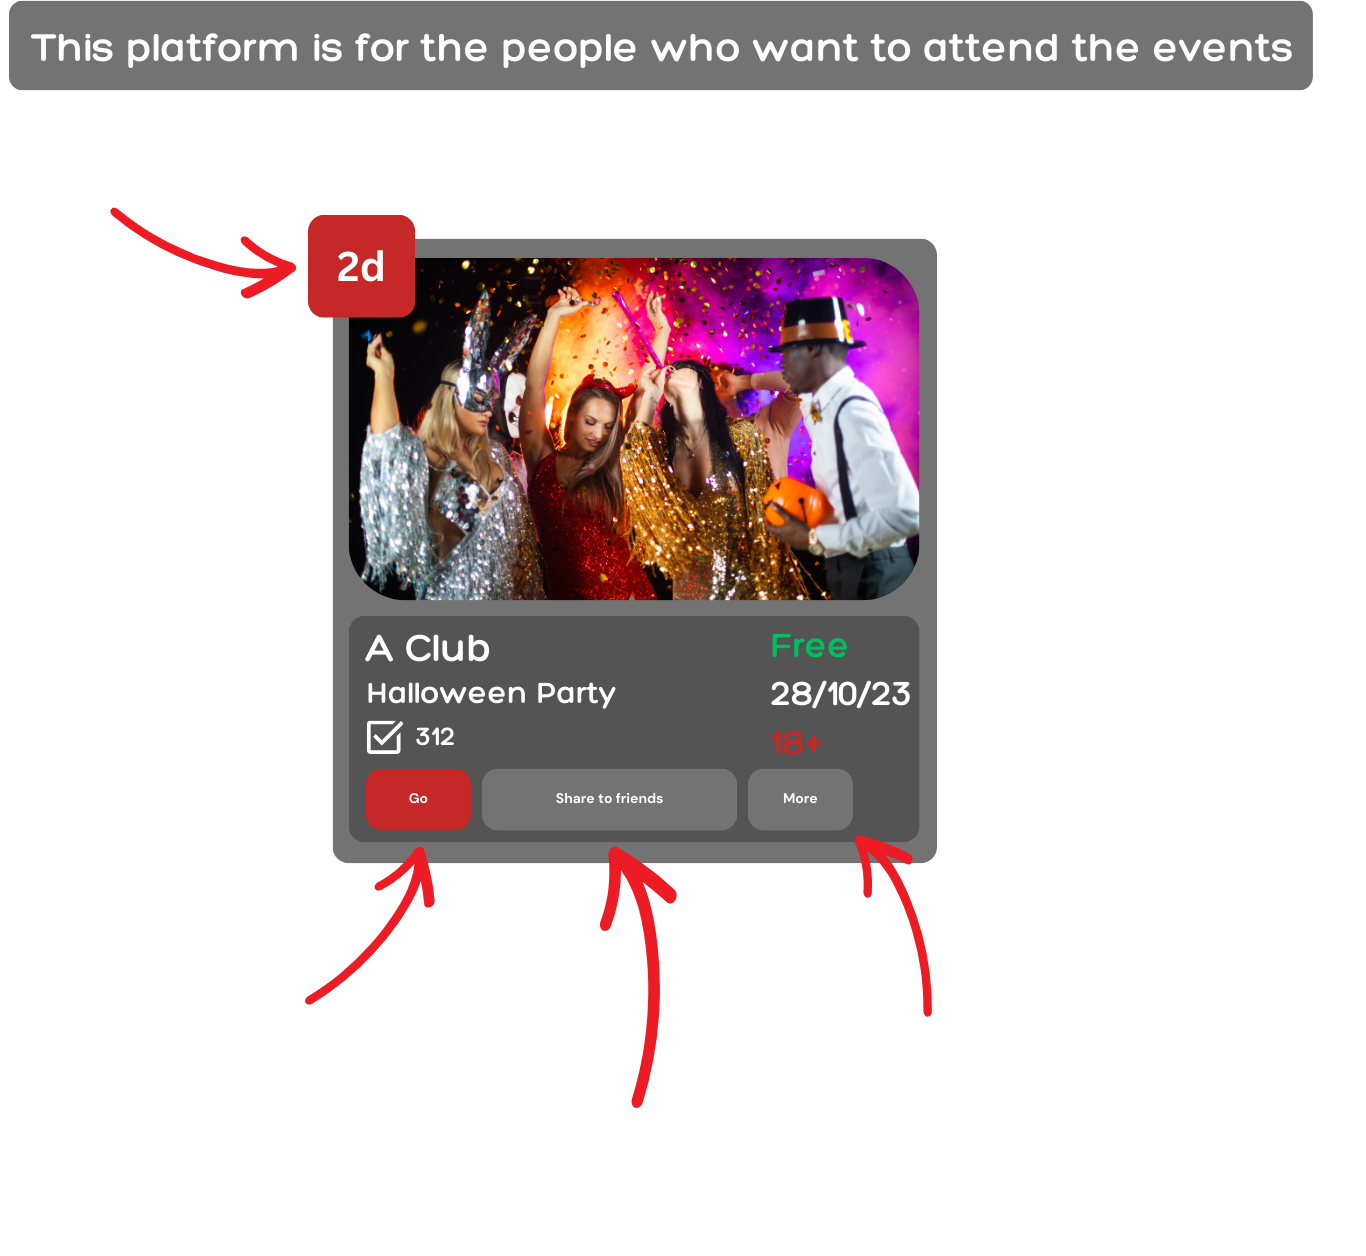 This platform is for the people who want to attend the events
2d
A Club
Free
Halloween Party
28/10/23
312
18+
Go
Share to friends
More